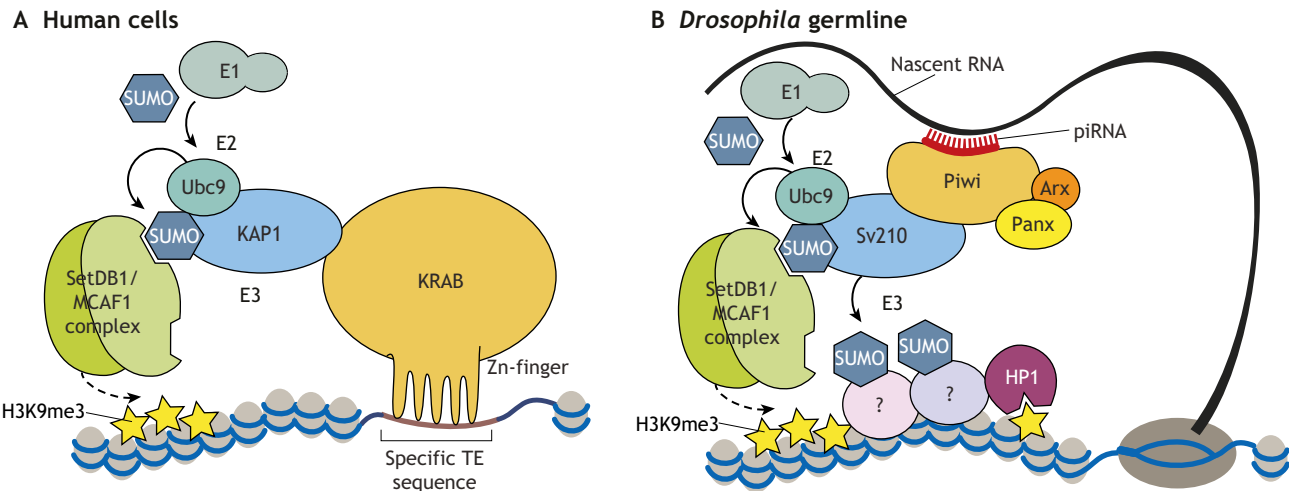 A Human cells
E1
SUMO
E2
Ubc9
SUMO
KAP1
E3
KRAB
SetDB1/
MCAF1
complex
Zn-finger
H3K9me3
Specific TE
sequence
B Drosophila germline
Nascent RNA
E1
SUMO
piRNA
E2
Ubc9
Piwi
Arx
Panx
SUMO
Sv210
E3
SetDB1/
MCAF1
complex
SUMO
SUMO
HP1
?
?
H3K9me3